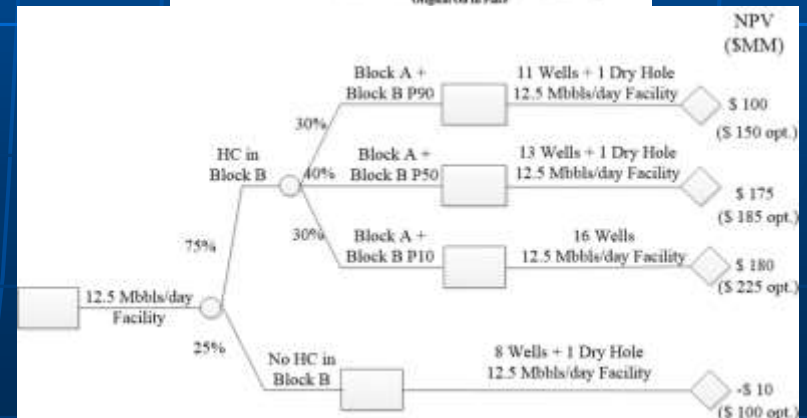 Original Oil in Place
NPV
($MM)
Block A +
Block B P90
11 Wells + 1 Dry Hole
12.5 Mbbls/day Facility
$ 100
($ 150 opt.)
30%
HC in
Block B
Block A +
Block B P50
40%
13 Wells + 1 Dry Hole
12.5 Mbbls/day Facility
$ 175
($ 185 opt.)
75%
30%
Block A +
Block B P10
16 Wells
12.5 Mbbls/day Facility
$ 180
($ 225 opt.)
12.5 Mbbls/day
Facility
25%
No HC in
Block B
8 Wells + 1 Dry Hole
12.5 Mbbls/day Facility
-$ 10
($ 100 opt.)